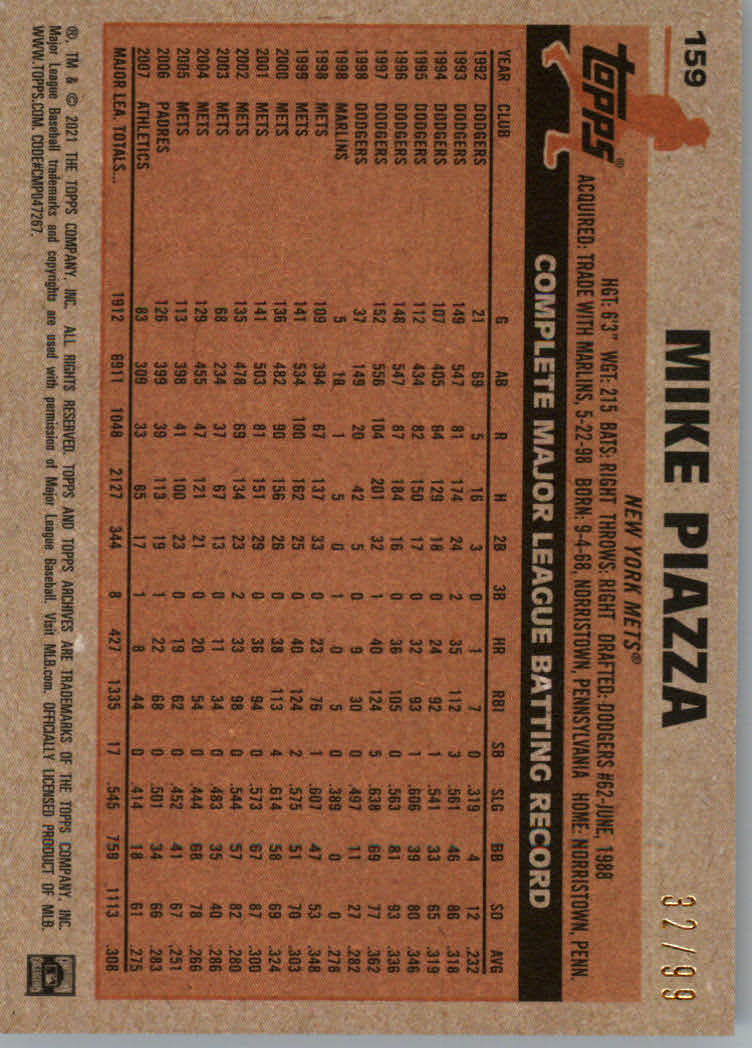 159
MIKE PIAZZA
32/99
NEW YORK METS®
topps®
HGT: 6'3" WGT: 215 BATS: RIGHT THROWS: RIGHT DRAFTED: DODGERS #62-JUNE, 1988
ACQUIRED: TRADE WITH MARLINS, 5-22-98 BORN: 9-4-68, NORRISTOWN, PENNSYLVANIA HOME: NORRISTOWN, PENN.
COMPLETE MAJOR LEAGUE BATTING RECORD
YEAR CLUB G AB R H 2B 3B HR RBI SB SLG BB SO AVG
1992 DODGERS 21 69 5 16 3 0 1 7 0 .319 4 12 .232
1993 DODGERS 149 547 81 174 24 2 35 112 3 .561 46 86 .318
1994 DODGERS 107 405 64 129 18 0 24 92 1 .541 33 65 .319
1995 DODGERS 112 434 82 150 17 0 32 93 1 .606 39 80 .346
1996 DODGERS 148 547 87 184 16 0 36 105 0 .563 81 93 .336
1997 DODGERS 152 556 104 201 32 1 40 124 5 .638 69 77 .362
1998 DODGERS 37 149 20 42 5 0 9 30 0 .497 11 27 .282
1998 MARLINS 5 18 1 5 0 1 0 5 0 .389 0 0 .278
1998 METS 109 394 67 137 33 0 23 76 1 .607 47 53 .348
1999 METS 141 534 100 162 25 0 40 124 2 .575 51 70 .303
2000 METS 136 482 90 156 26 0 38 113 4 .614 58 69 .324
2001 METS 141 503 81 151 29 0 36 94 0 .573 67 87 .300
2002 METS 135 478 69 134 23 2 33 98 0 .544 57 82 .280
2003 METS 68 234 37 67 13 0 11 34 0 .483 35 40 .286
2004 METS 129 455 47 121 21 0 20 54 0 .444 68 78 .266
2005 METS 113 398 41 100 23 0 19 62 0 .452 41 67 .251
2006 PADRES 126 399 39 113 19 1 22 68 0 .501 34 66 .283
2007 ATHLETICS 83 309 33 85 17 1 8 44 0 .414 18 61 .275
MAJOR LEA. TOTALS... 1912 6911 1048 2127 344 8 427 1335 17 .545 759 1113 .308
®, TM & © 2021 THE TOPPS COMPANY, INC. ALL RIGHTS RESERVED. TOPPS AND TOPPS ARCHIVES ARE TRADEMARKS OF THE TOPPS COMPANY, INC.
Major League Baseball trademarks and copyrights are used with permission of Major League Baseball. Visit MLB.com. OFFICIALLY LICENSED PRODUCT OF MLB.
WWW.TOPPS.COM. CODE#CMP047267.